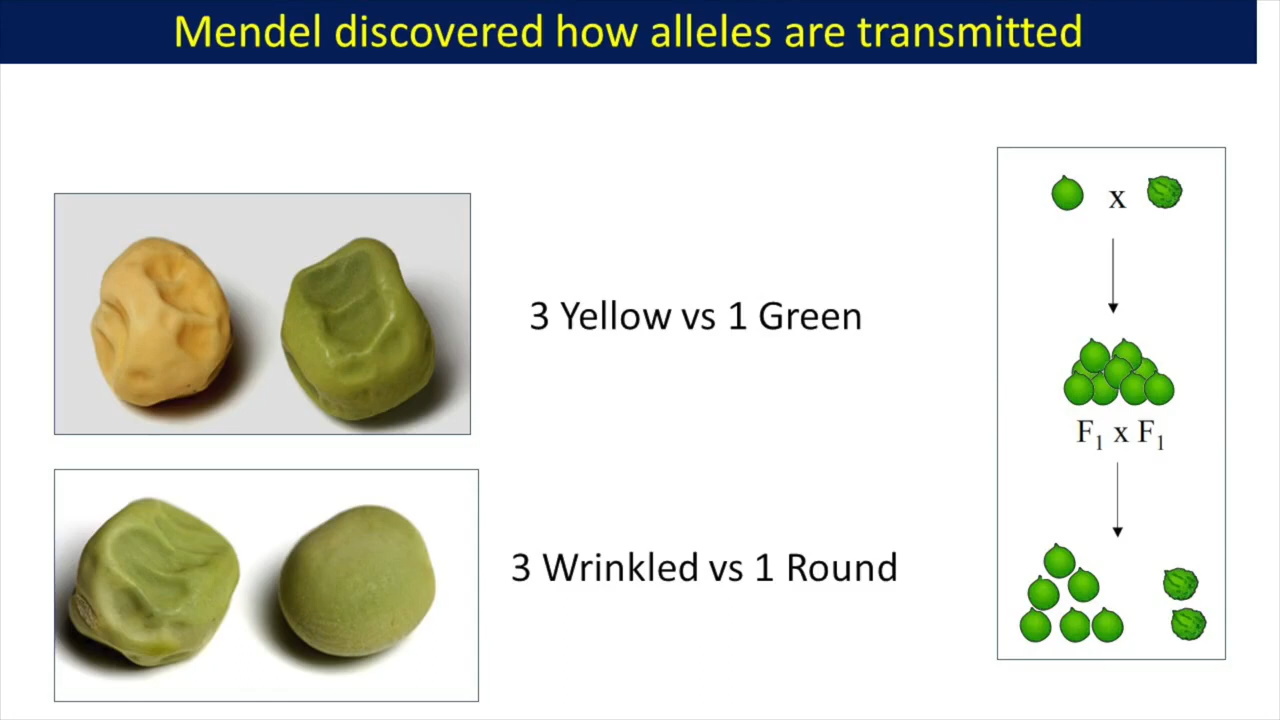 Mendel discovered how alleles are transmitted
3 Yellow vs 1 Green
3 Wrinkled vs 1 Round
x
F₁ x F₁